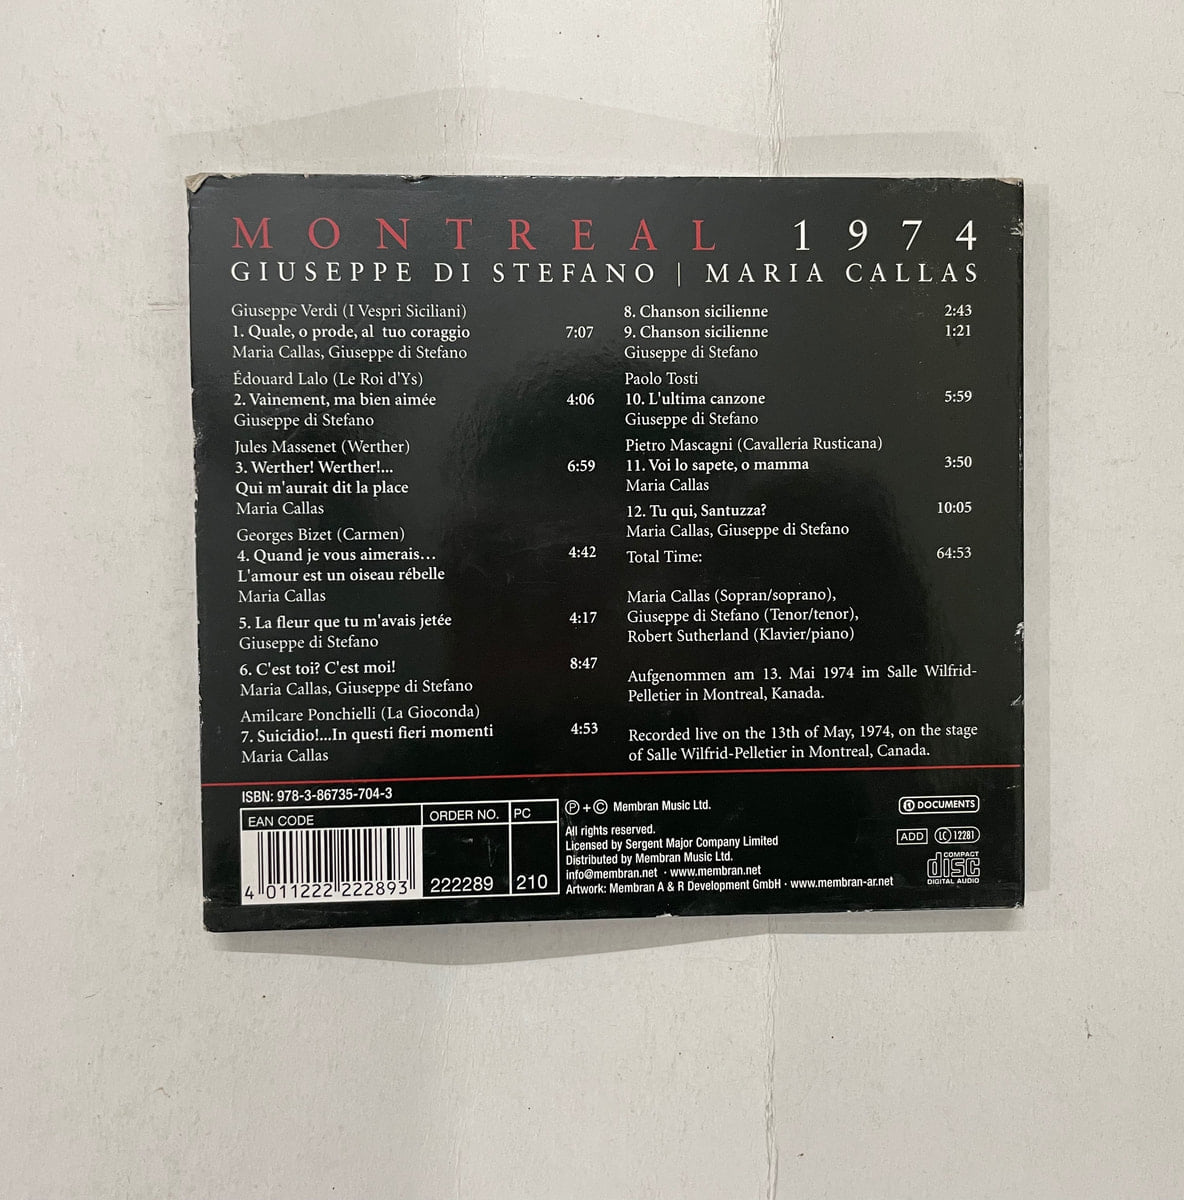 MONTREAL 1974
GIUSEPPE DI STEFANO | MARIA CALLAS
Giuseppe Verdi (I Vespri Siciliani)
1. Quale, o prode, al tuo coraggio 7:07
Maria Callas, Giuseppe di Stefano
Édouard Lalo (Le Roi d'Ys)
2. Vainement, ma bien aimée 4:06
Giuseppe di Stefano
Jules Massenet (Werther)
3. Werther! Werther!... 6:59
Qui m'aurait dit la place
Maria Callas
Georges Bizet (Carmen)
4. Quand je vous aimerais... 4:42
L'amour est un oiseau rébelle
Maria Callas
5. La fleur que tu m'avais jetée 4:17
Giuseppe di Stefano
6. C'est toi? C'est moi! 8:47
Maria Callas, Giuseppe di Stefano
Amilcare Ponchielli (La Gioconda)
7. Suicidio!...In questi fieri momenti 4:53
Maria Callas
8. Chanson sicilienne 2:43
9. Chanson sicilienne 1:21
Giuseppe di Stefano
Paolo Tosti
10. L'ultima canzone 5:59
Giuseppe di Stefano
Pietro Mascagni (Cavalleria Rusticana)
11. Voi lo sapete, o mamma 3:50
Maria Callas
12. Tu qui, Santuzza? 10:05
Maria Callas, Giuseppe di Stefano
Total Time: 64:53
Maria Callas (Sopran/soprano),
Giuseppe di Stefano (Tenor/tenor),
Robert Sutherland (Klavier/piano)
Aufgenommen am 13. Mai 1974 im Salle Wilfrid-
Pelletier in Montreal, Kanada.
Recorded live on the 13th of May, 1974, on the stage
of Salle Wilfrid-Pelletier in Montreal, Canada.
ISBN: 978-3-86735-704-3
EAN CODE
4 011222 222893
ORDER NO.
222289
PC
210
℗ + © Membran Music Ltd.
All rights reserved.
Licensed by Sergent Major Company Limited
Distributed by Membran Music Ltd.
info@membran.net · www.membran.net
Artwork: Membran A & R Development GmbH · www.membran-ar.net
DOCUMENTS
ADD LC 12281
COMPACT
disc
DIGITAL AUDIO